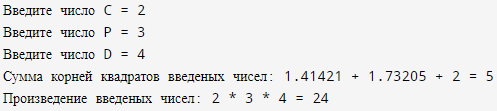 Введите число C = 2
Введите число P = 3
Введите число D = 4
Сумма корней квадратов введеных чисел: 1.41421 + 1.73205 + 2 = 5
Произведение введеных чисел: 2 * 3 * 4 = 24